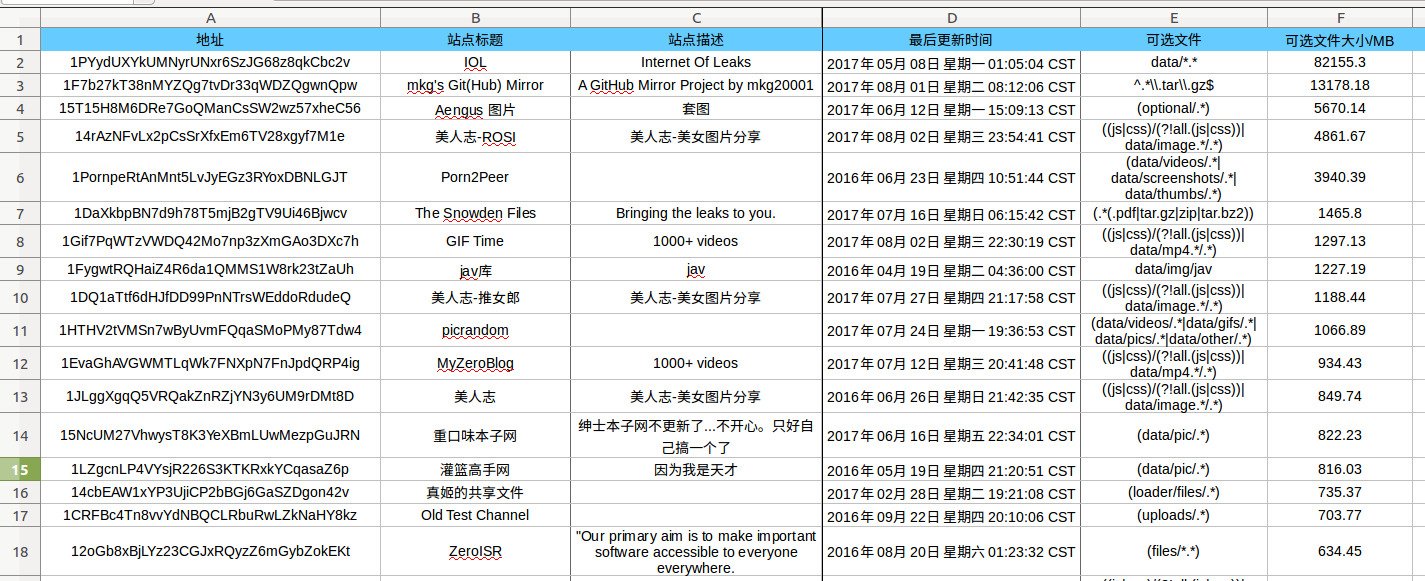 A B C D E F
1 地址 站点标题 站点描述 最后更新时间 可选文件 可选文件大小/MB
2 1PYydUXYkUMNyrUNxr6SzJG68z8qkCbc2v IOL Internet Of Leaks 2017年05月08日 星期一 01:05:04 CST data/*.* 82155.3
3 1F7b27kT38nMYZQg7tvDr33qWDZQgwnQpw mkg's Git(Hub) Mirror A GitHub Mirror Project by mkg20001 2017年08月01日 星期二 08:12:06 CST ^.*\\.tar\\.gz$ 13178.18
4 15T15H8M6DRe7GoQManCsSW2wz57xheC56 Aengus 图片 套图 2017年06月12日 星期一 15:09:13 CST (optional/.*) 5670.14
5 14rAzNFvLx2pCsSrXfxEm6TV28xgyf7M1e 美人志-ROSI 美人志-美女图片分享 2017年08月02日 星期三 23:54:41 CST ((js|css)/(?!all.(js|css))| 4861.67
data/image.*/.*)
(data/videos/.*|
6 1PornpeRtAnMnt5LvJyEGz3RYoxDBNLGJT Porn2Peer 2016年06月23日 星期四 10:51:44 CST data/screenshots/.*| 3940.39
data/thumbs/.*)
7 1DaXkbpBN7d9h78T5mjB2gTV9Ui46Bjwcv The Snowden Files Bringing the leaks to you. 2017年07月16日 星期日 06:15:42 CST (.*(.pdf|tar.gz|zip|tar.bz2)) 1465.8
8 1Gif7PqWTzVWDQ42Mo7np3zXmGAo3DXc7h GIF Time 1000+ videos 2017年08月02日 星期三 22:30:19 CST ((js|css)/(?!all.(js|css))| 1297.13
data/mp4.*/.*)
9 1FygwtRQHaiZ4R6da1QMMS1W8rk23tZaUh jav库 jav 2016年04月19日 星期二 04:36:00 CST data/img/jav 1227.19
10 1DQ1aTtf6dHJfDD99PnNTrsWEddoRdudeQ 美人志-推女郎 美人志-美女图片分享 2017年07月27日 星期四 21:17:58 CST ((js|css)/(?!all.(js|css))| 1188.44
data/image.*/.*)
11 1HTHV2tVMSn7wByUvmFQqaSMoPMy87Tdw4 picrandom 2017年07月24日 星期一 19:36:53 CST (data/videos/.*|data/gifs/.*| 1066.89
data/pics/.*|data/other/.*)
12 1EvaGhAVGWMTLqWk7FNXpN7FnJpdQRP4ig MyZeroBlog 1000+ videos 2017年07月12日 星期三 20:41:48 CST ((js|css)/(?!all.(js|css))| 934.43
data/mp4.*/.*)
13 1JLggXgqQ5VRQakZnRZjYN3y6UM9rDMt8D 美人志 美人志-美女图片分享 2016年06月26日 星期日 21:42:35 CST ((js|css)/(?!all.(js|css))| 849.74
data/image.*/.*)
14 15NcUM27VhwysT8K3YeXBmLUwMezpGuJRN 重口味本子网 绅士本子网不更新了...不开心。只好自 2017年06月16日 星期五 22:34:01 CST (data/pic/.*) 822.23
己搞一个了
15 1LZgcnLP4VYsjR226S3KTKRxkYCqasaZ6p 灌篮高手网 因为我是天才 2016年05月19日 星期四 21:20:51 CST (data/pic/.*) 816.03
16 14cbEAW1xYP3UjiCP2bBGj6GaSZDgon42v 真姬的共享文件 2017年02月28日 星期二 19:21:08 CST (loader/files/.*) 735.37
17 1CRFBc4Tn8vvYdNBQCLRbuRwLZkNaHY8kz Old Test Channel 2016年09月22日 星期四 20:10:06 CST (uploads/.*) 703.77
"Our primary aim is to make important
18 12oGb8xBjLYz23CGJxRQyzZ6mGybZokEKt ZeroISR software accessible to everyone 2016年08月20日 星期六 01:23:32 CST (files/*.*) 634.45
everywhere.